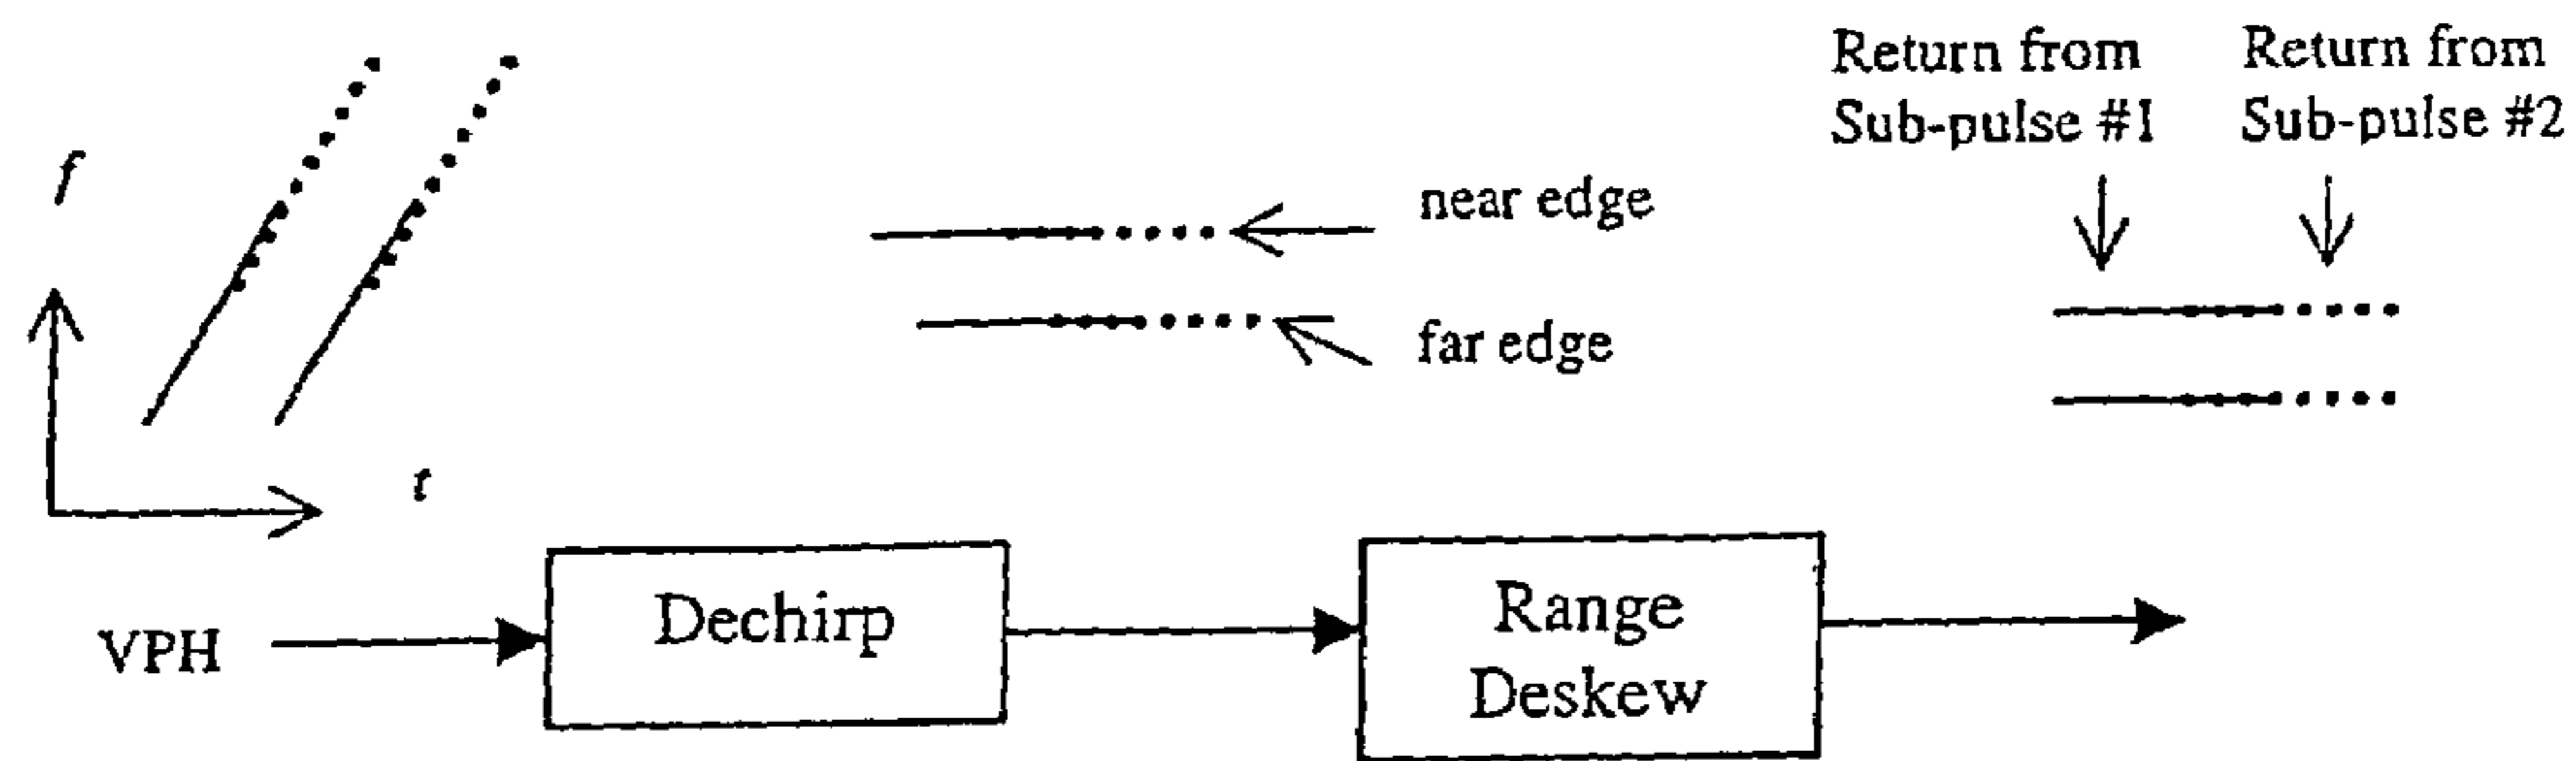 Return from
Sub-pulse #1
Return from
Sub-pulse #2
f
near edge
far edge
t
VPH
Dechirp
Range
Deskew